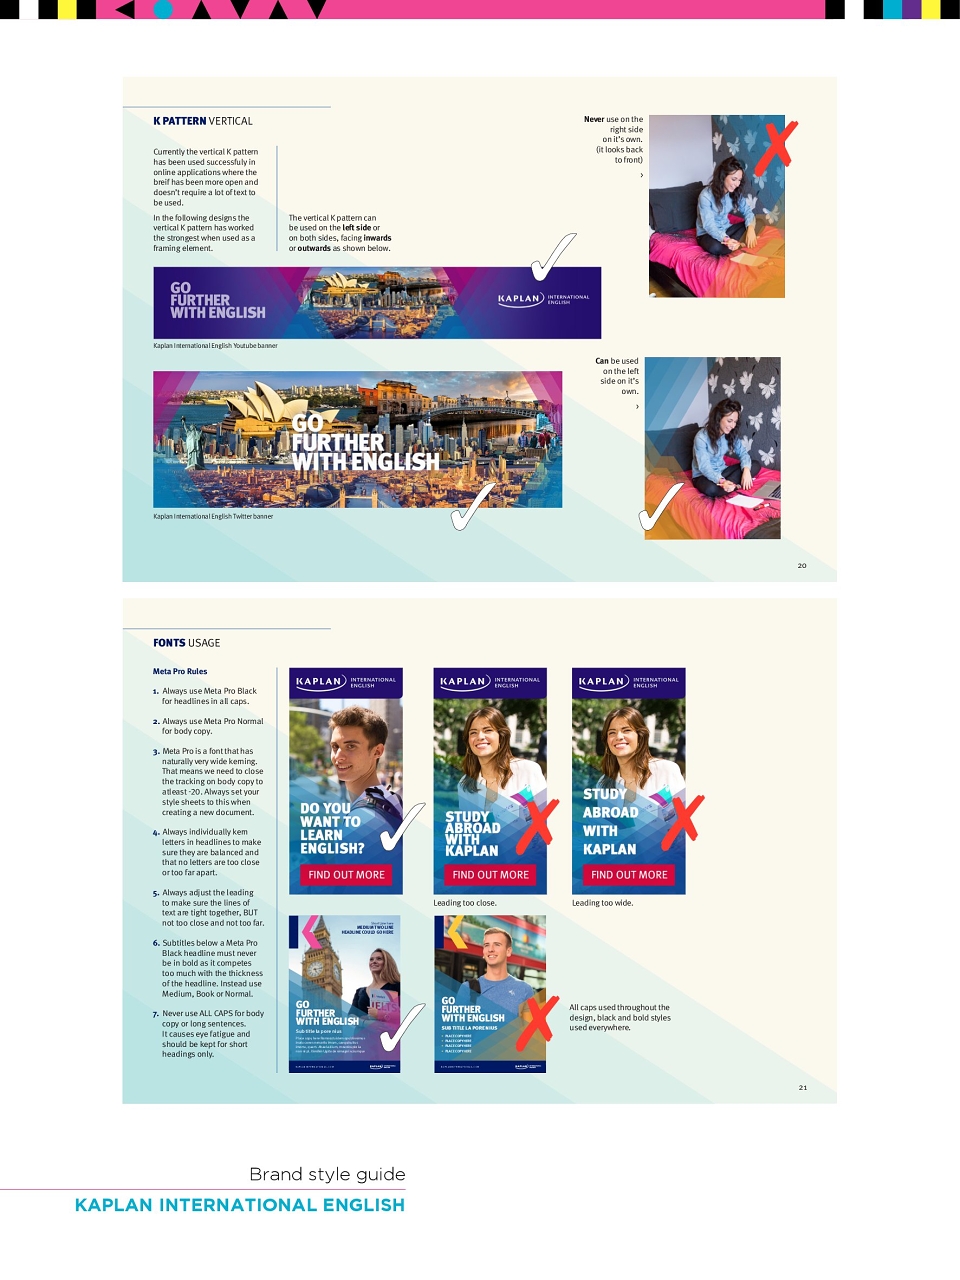 K PATTERN VERTICAL
Currently the vertical K pattern
has been used successfuly in
online applications where the
breif has been more open and
doesn't require a lot of text to
be used.
In the following designs the
vertical K pattern has worked
the strongest when used as a
framing element.
The vertical K pattern can
be used on the left side or
on both sides, facing inwards
or outwards as shown below.
Never use on the
right side
on it's own.
(it looks back
to front)
›
GO
FURTHER
WITH ENGLISH
KAPLAN INTERNATIONAL
ENGLISH
Kaplan International English Youtube banner
Can be used
on the left
side on it's
own.
›
GO
FURTHER
WITH ENGLISH
Kaplan International English Twitter banner
20
FONTS USAGE
Meta Pro Rules
1. Always use Meta Pro Black
for headlines in all caps.
2. Always use Meta Pro Normal
for body copy.
3. Meta Pro is a font that has
naturally very wide kerning.
That means we need to close
the tracking on body copy to
atleast -20. Always set your
style sheets to this when
creating a new document.
4. Always individually kern
letters in headlines to make
sure they are balanced and
that no letters are too close
or too far apart.
5. Always adjust the leading
to make sure the lines of
text are tight together, BUT
not too close and not too far.
6. Subtitles below a Meta Pro
Black headline must never
be in bold as it competes
too much with the thickness
of the headline. Instead use
Medium, Book or Normal.
7. Never use ALL CAPS for body
copy or long sentences.
It causes eye fatigue and
should be kept for short
headings only.
KAPLAN INTERNATIONAL
ENGLISH
DO YOU
WANT TO
LEARN
ENGLISH?
FIND OUT MORE
KAPLAN INTERNATIONAL
ENGLISH
STUDY
ABROAD
WITH
KAPLAN
FIND OUT MORE
Leading too close.
KAPLAN INTERNATIONAL
ENGLISH
STUDY
ABROAD
WITH
KAPLAN
FIND OUT MORE
Leading too wide.
MEDIUM TWO LINE
HEADLINE COULD GO HERE
GO
FURTHER
WITH ENGLISH
Sub title la pore nius
KAPLAN
GO
FURTHER
WITH ENGLISH
SUB TITLE LA PORE NIUS
• PLACE COPY HERE
• PLACE COPY HERE
• PLACE COPY HERE
• PLACE COPY HERE
KAPLAN
All caps used throughout the
design, black and bold styles
used everywhere.
21
Brand style guide
KAPLAN INTERNATIONAL ENGLISH